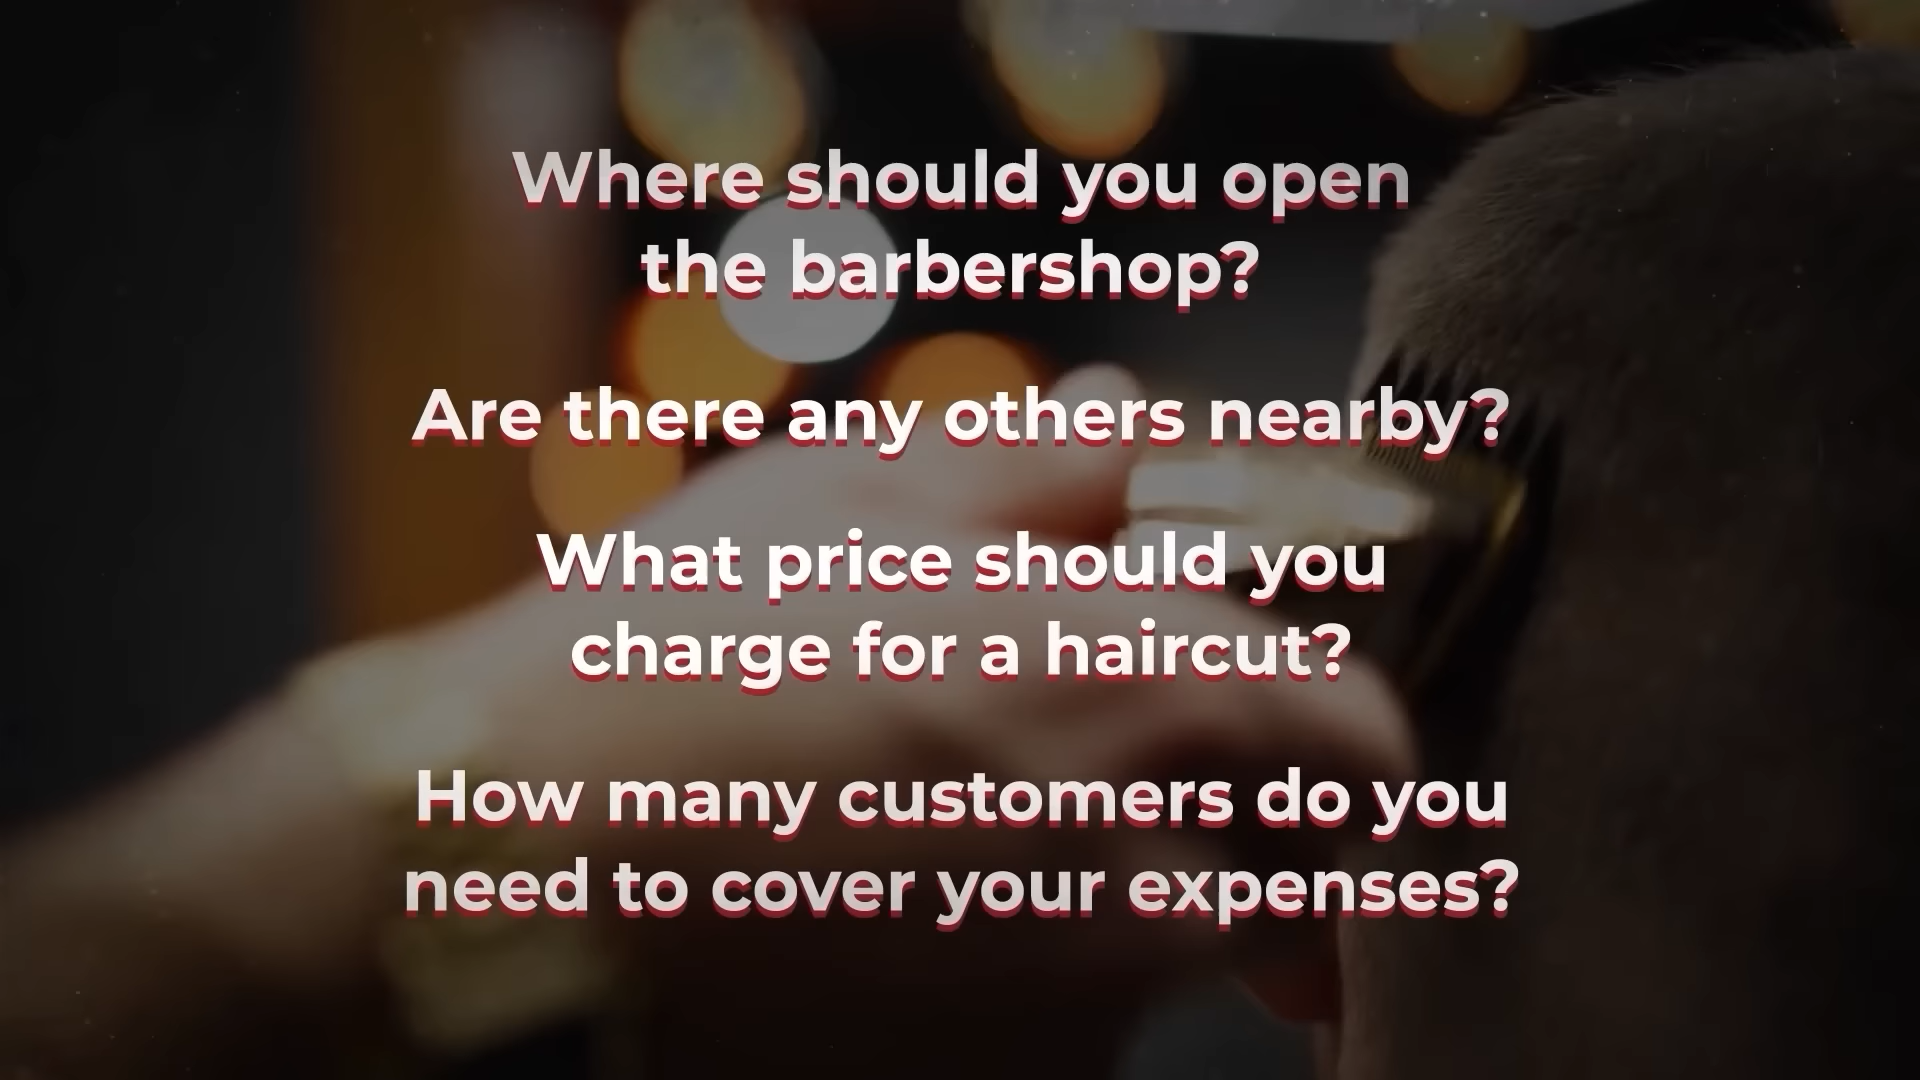 Where should you open
the barbershop?
Are there any others nearby?
What price should you
charge for a haircut?
How many customers do you
need to cover your expenses?